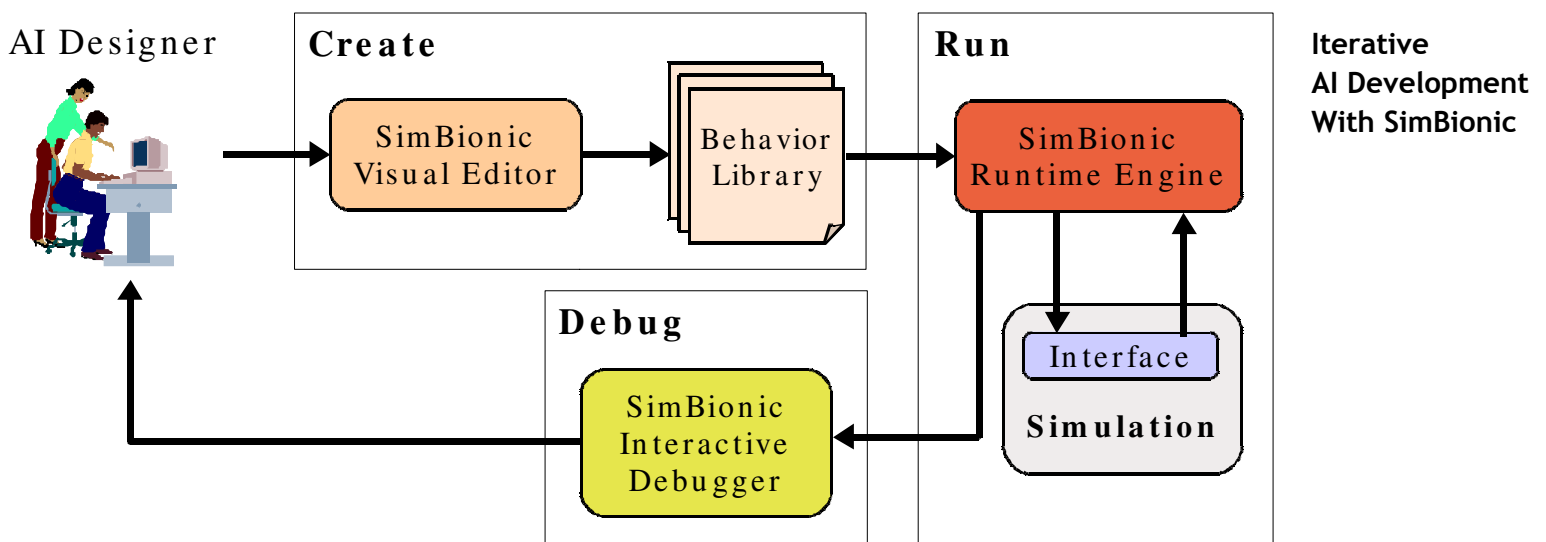 AI Designer
Create
SimBionic
Visual Editor
Behavior
Library
Run
SimBionic
Runtime Engine
Interface
Simulation
Debug
SimBionic
Interactive
Debugger
Iterative
AI Development
With SimBionic